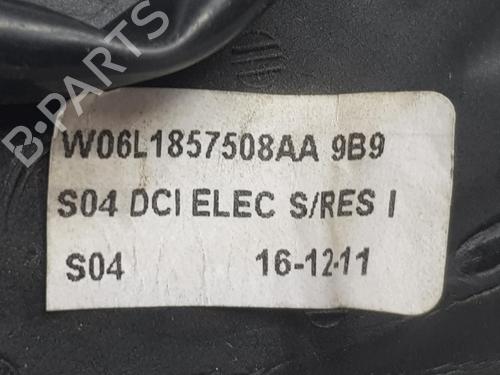 B-PARTS
W06L1857508AA 9B9
S04 DCI ELEC S/RES I
S04 16-12-11